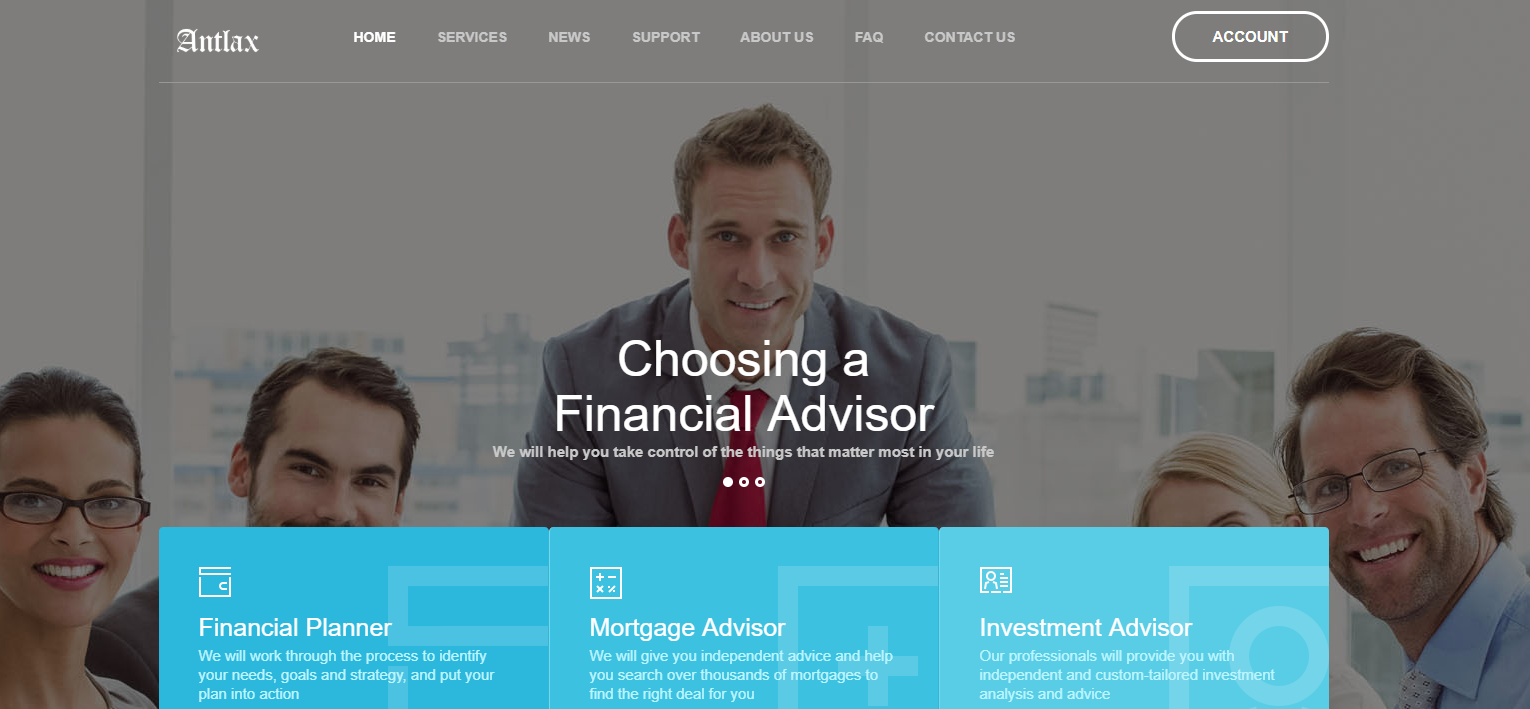 Antlax
HOME
SERVICES
NEWS
SUPPORT
ABOUT US
FAQ
CONTACT US
ACCOUNT
Choosing a
Financial Advisor
We will help you take control of the things that matter most in your life
Financial Planner
We will work through the process to identify
your needs, goals and strategy, and put your
plan into action
Mortgage Advisor
We will give you independent advice and help
you search over thousands of mortgages to
find the right deal for you
Investment Advisor
Our professionals will provide you with
independent and custom-tailored investment
analysis and advice